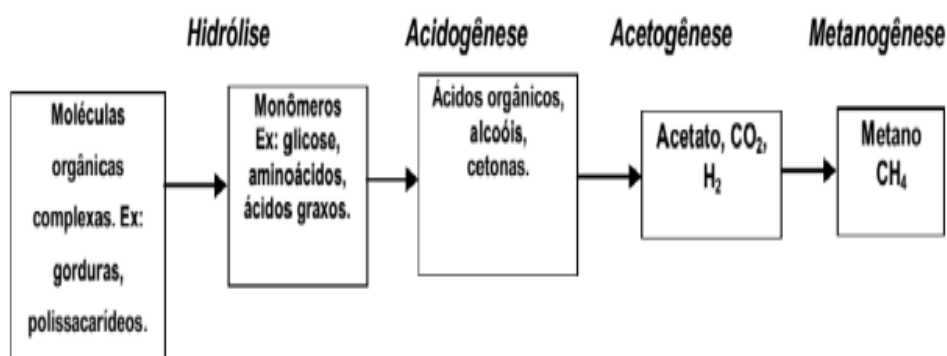 Hidrólise
Acidogênese
Acetogênese
Metanogênese
Moléculas
orgânicas
complexas. Ex:
gorduras,
polissacarídeos.
Monômeros
Ex: glicose,
aminoácidos,
ácidos graxos.
Ácidos orgânicos,
alcoóis,
cetonas.
Acetato, CO₂,
H₂
Metano
CH₄